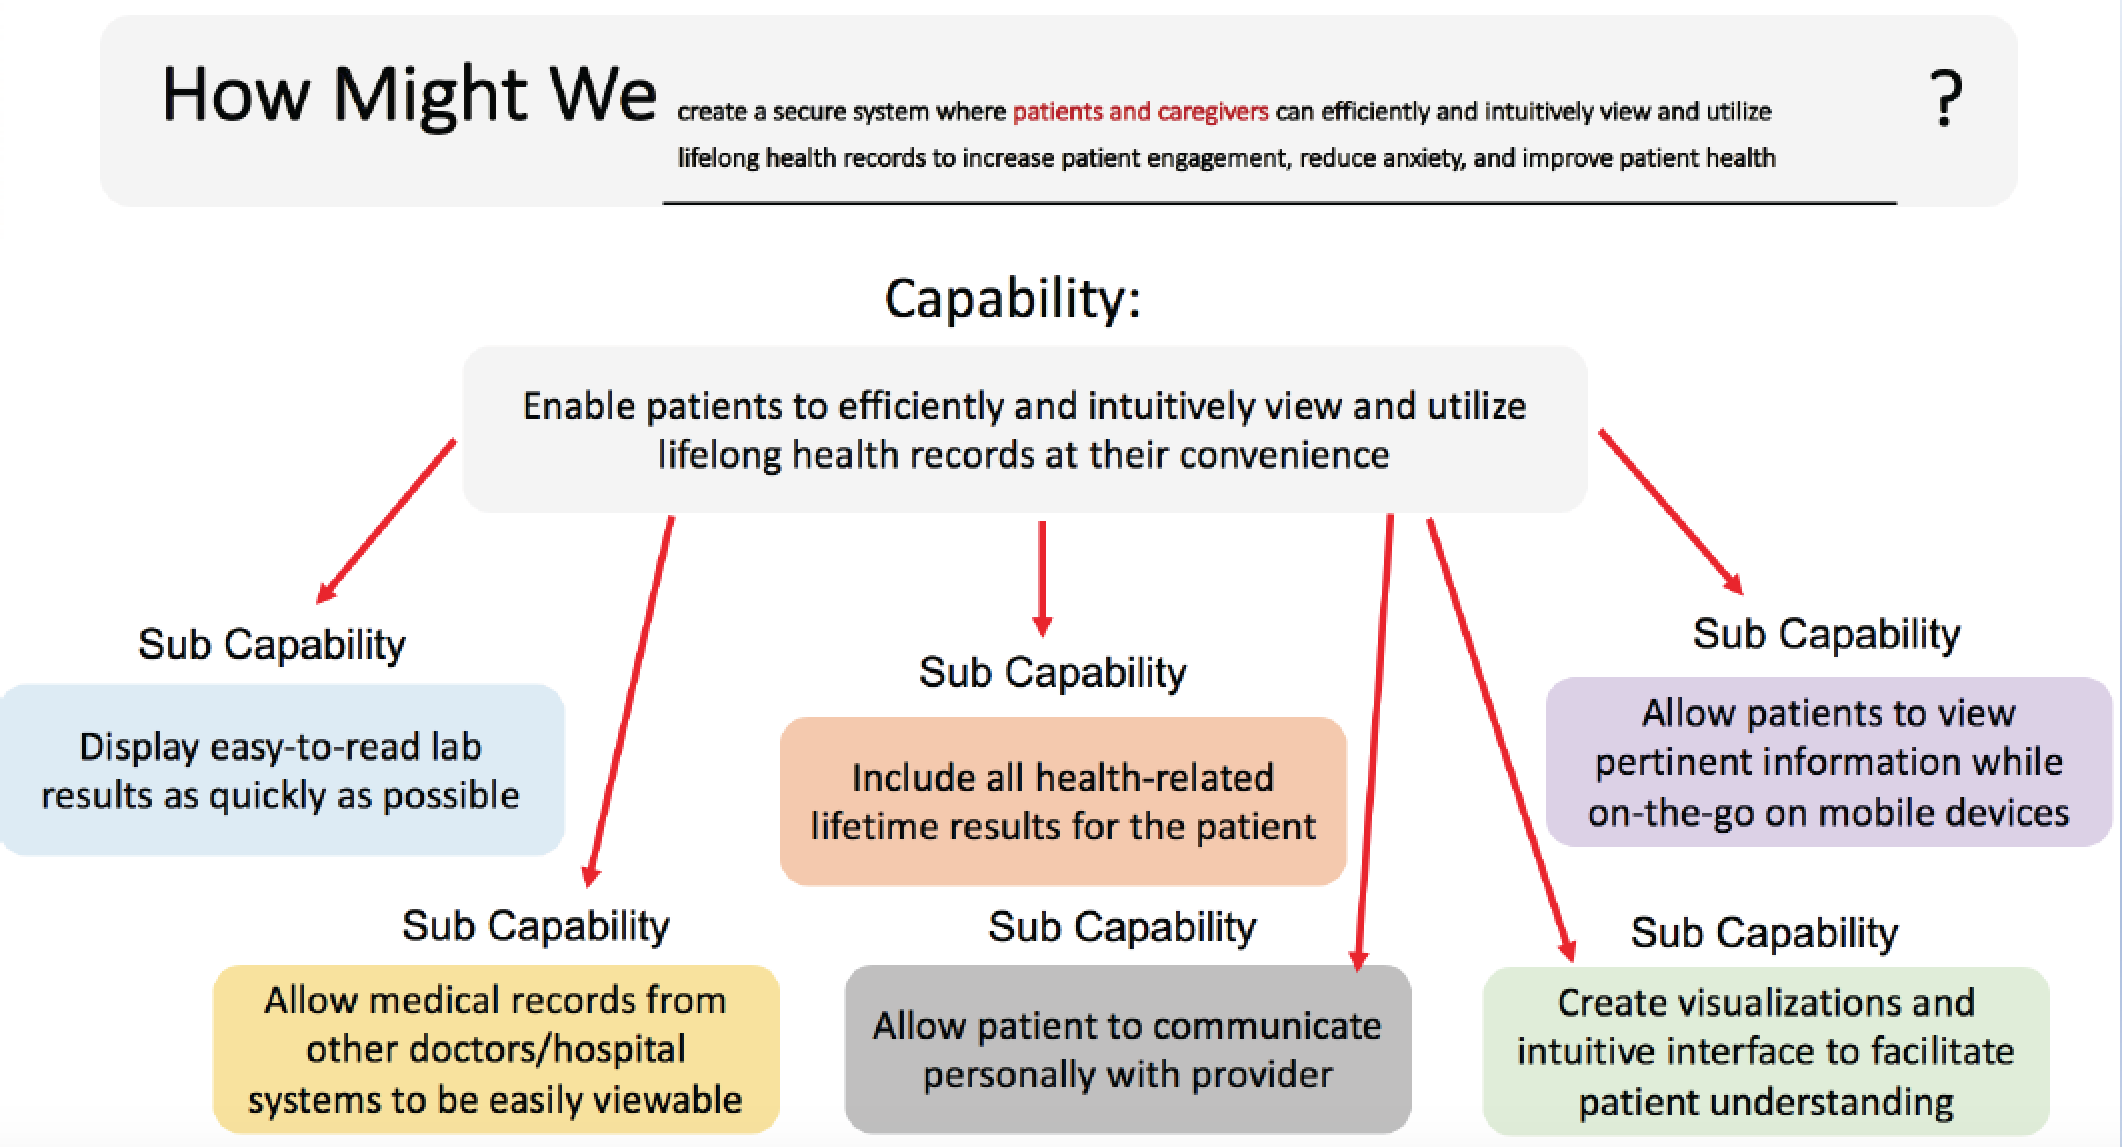 How Might We create a secure system where patients and caregivers can efficiently and intuitively view and utilize ?
lifelong health records to increase patient engagement, reduce anxiety, and improve patient health
Capability:
Enable patients to efficiently and intuitively view and utilize
lifelong health records at their convenience
Sub Capability
Display easy-to-read lab
results as quickly as possible
Sub Capability
Include all health-related
lifetime results for the patient
Sub Capability
Allow patients to view
pertinent information while
on-the-go on mobile devices
Sub Capability
Allow medical records from
other doctors/hospital
systems to be easily viewable
Sub Capability
Allow patient to communicate
personally with provider
Sub Capability
Create visualizations and
intuitive interface to facilitate
patient understanding